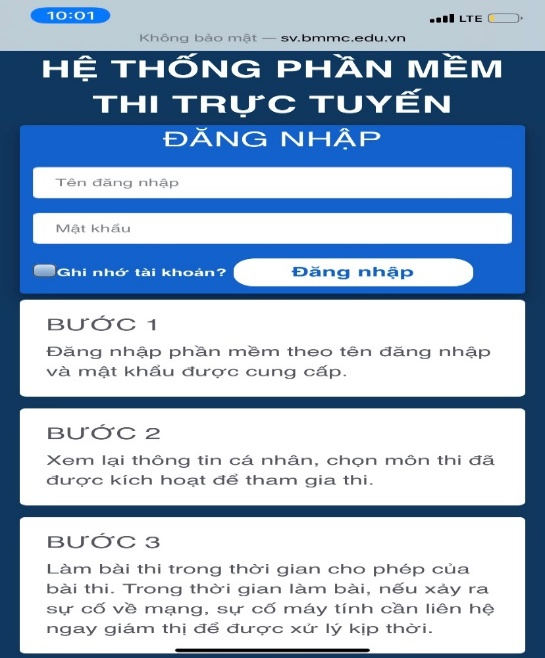 10:01
LTE
Không bảo mật — sv.bmmc.edu.vn
HỆ THỐNG PHẦN MỀM
THI TRỰC TUYẾN
ĐĂNG NHẬP
Tên đăng nhập
Mật khẩu
Ghi nhớ tài khoản?
Đăng nhập
BƯỚC 1
Đăng nhập phần mềm theo tên đăng nhập
và mật khẩu được cung cấp.
BƯỚC 2
Xem lại thông tin cá nhân, chọn môn thi đã
được kích hoạt để tham gia thi.
BƯỚC 3
Làm bài thi trong thời gian cho phép của
bài thi. Trong thời gian làm bài, nếu xảy ra
sự cố về mạng, sự cố máy tính cần liên hệ
ngay giám thị để được xử lý kịp thời.